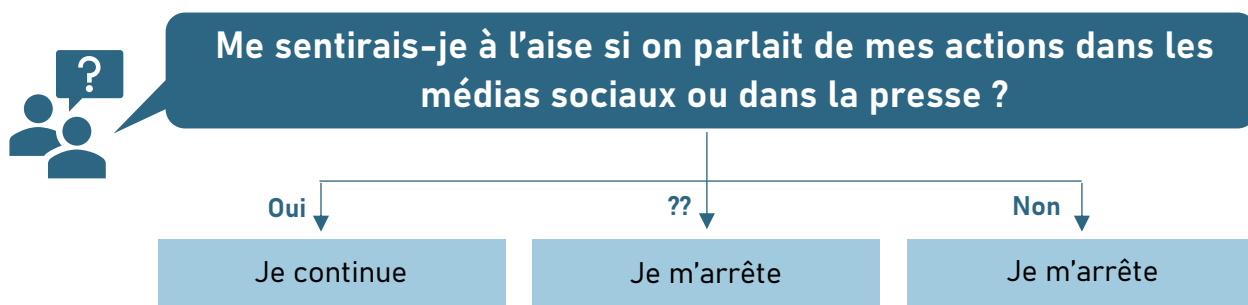 ?
Me sentirais-je à l'aise si on parlait de mes actions dans les
médias sociaux ou dans la presse ?
Oui
??
Non
Je continue
Je m'arrête
Je m'arrête